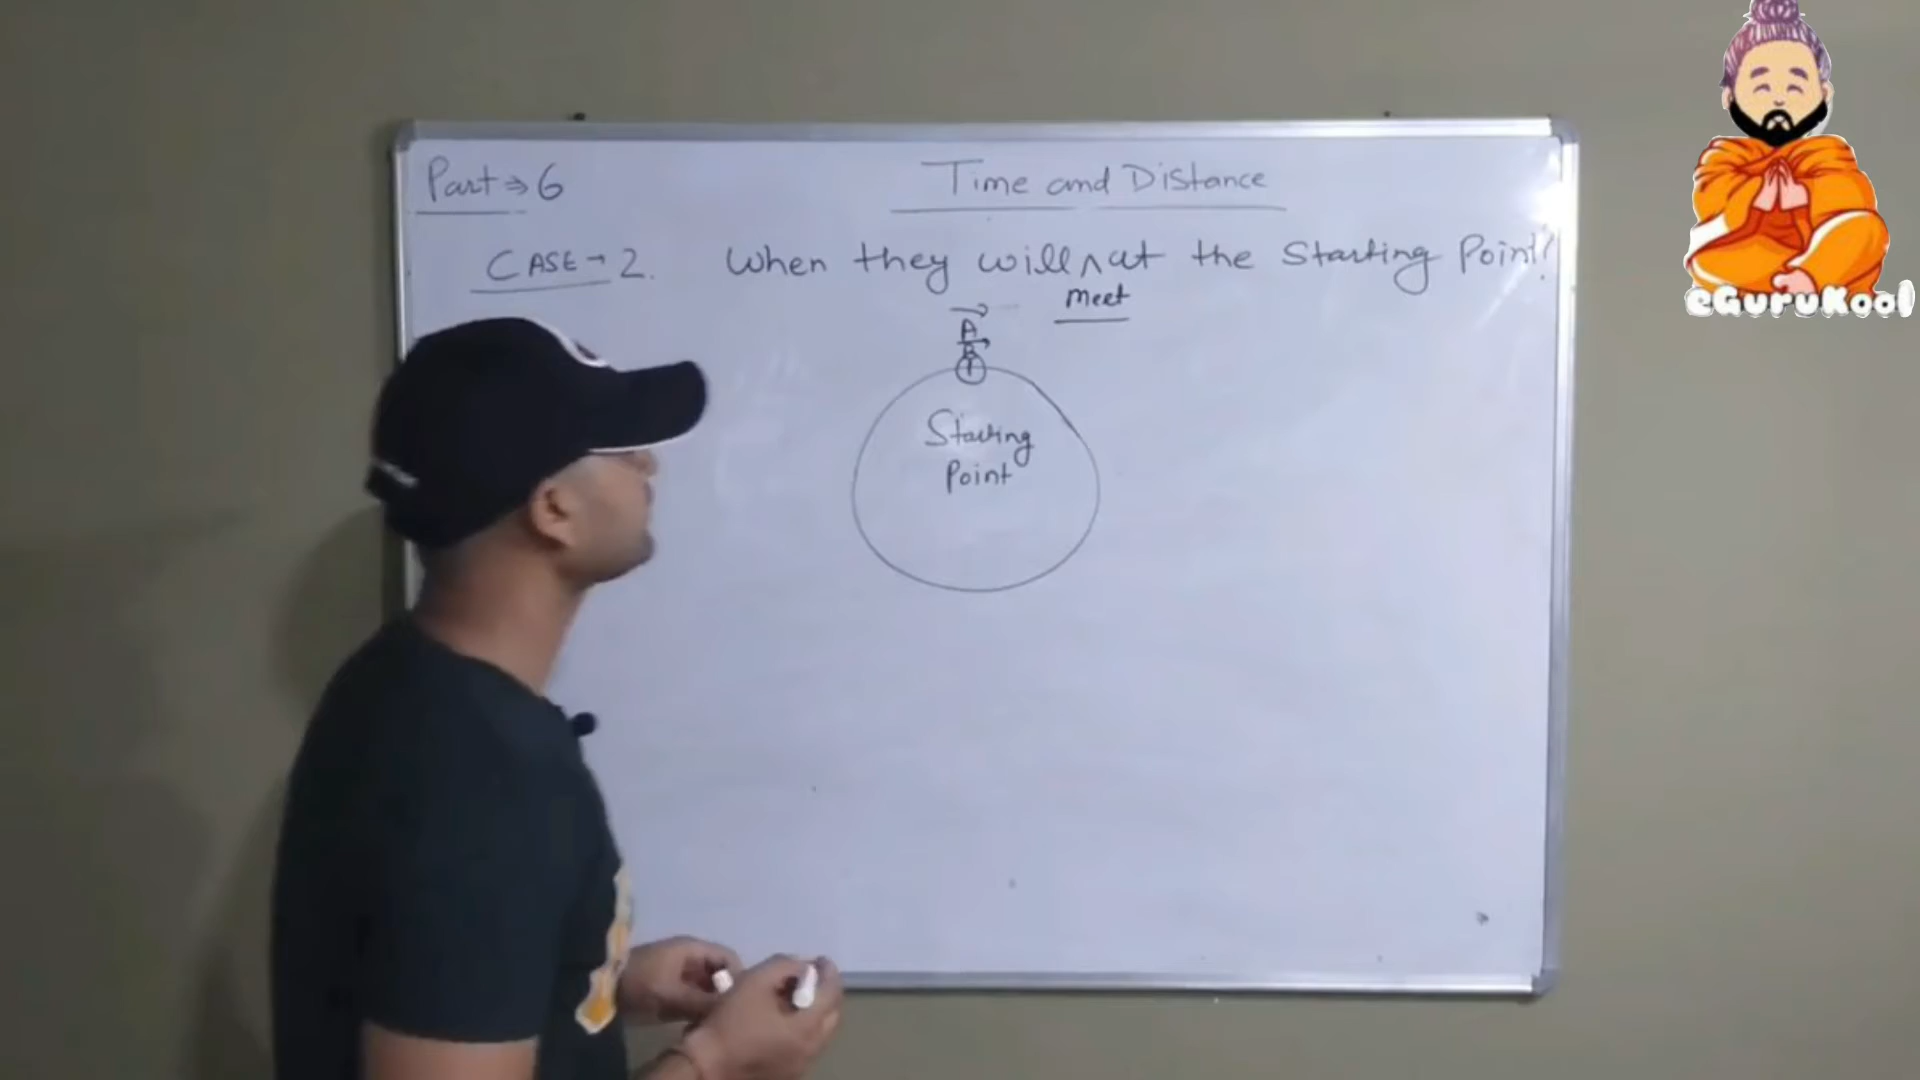 Part ⇒ 6
Time and Distance
CASE → 2. When they will ∧ at the Starting Point?
meet
A
B
Starting
Point
eGuruKool